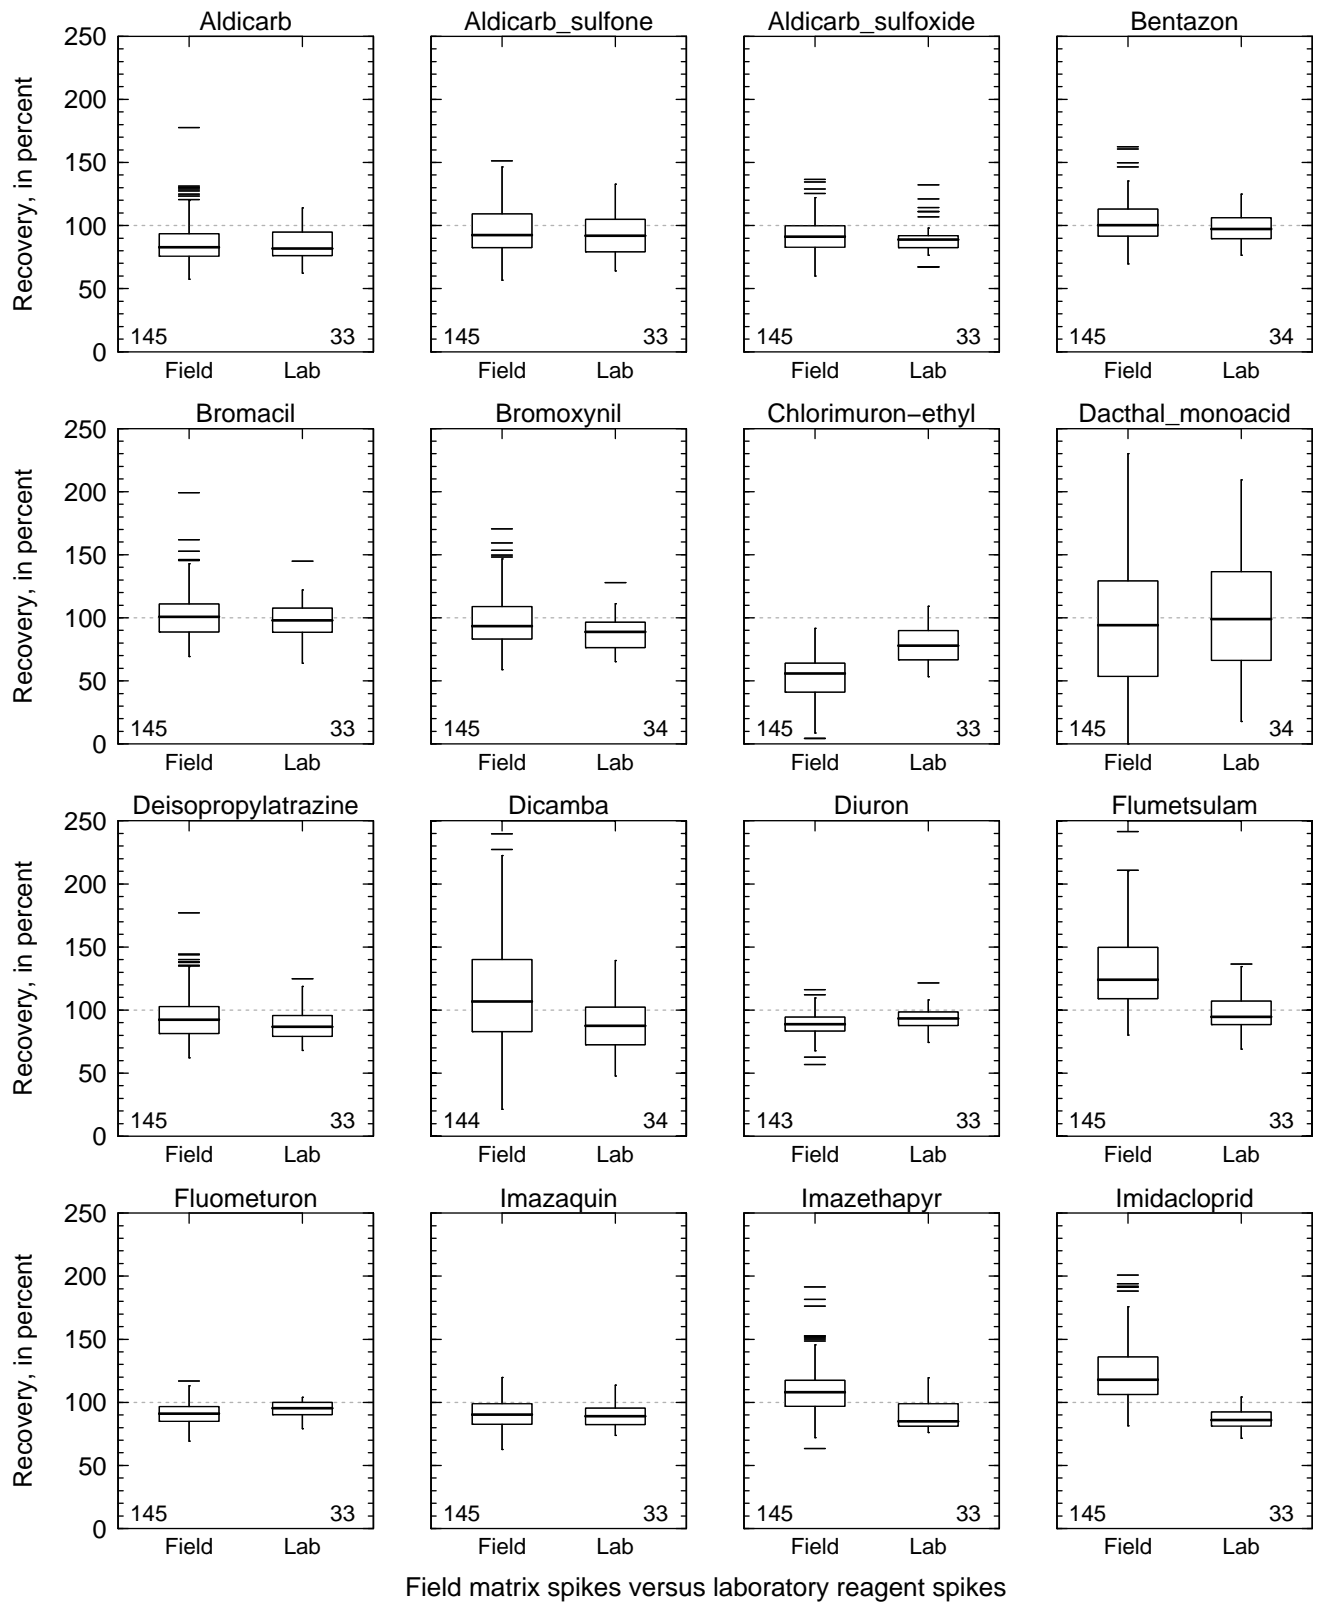 Aldicarb Aldicarb_sulfone Aldicarb_sulfoxide Bentazon
250
200
150
100
50
0
Recovery, in percent
145 33 145 33 145 33 145 34
Field Lab Field Lab Field Lab Field Lab
Bromacil Bromoxynil Chlorimuron−ethyl Dacthal_monoacid
250
200
150
100
50
0
Recovery, in percent
145 33 145 34 145 33 145 34
Field Lab Field Lab Field Lab Field Lab
Deisopropylatrazine Dicamba Diuron Flumetsulam
250
200
150
100
50
0
Recovery, in percent
145 33 144 34 143 33 145 33
Field Lab Field Lab Field Lab Field Lab
Fluometuron Imazaquin Imazethapyr Imidacloprid
250
200
150
100
50
0
Recovery, in percent
145 33 145 33 145 33 145 33
Field Lab Field Lab Field Lab Field Lab
Field matrix spikes versus laboratory reagent spikes